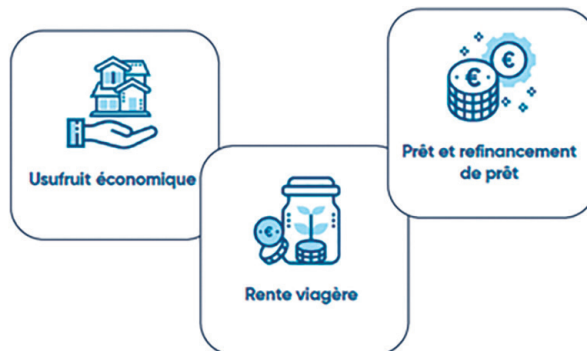 Usufruit économique
Rente viagère
Prêt et refinancement
de prêt